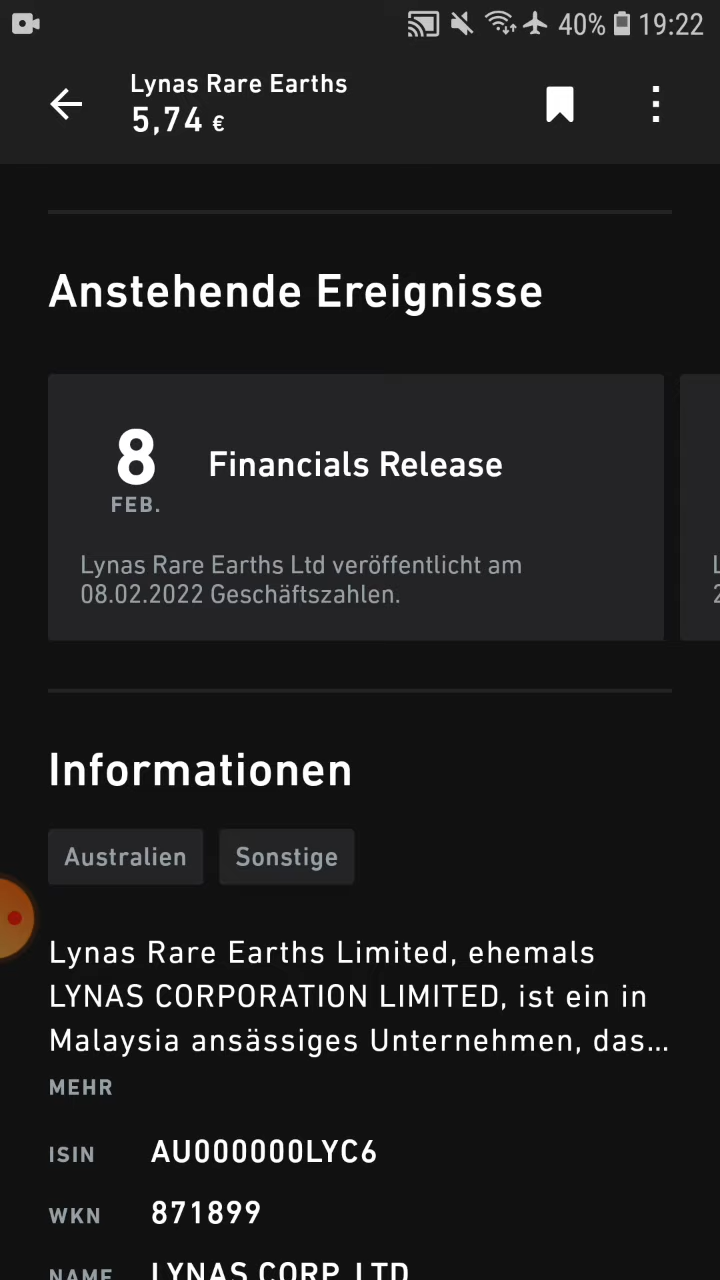 40% 19:22
Lynas Rare Earths
5,74 €
Anstehende Ereignisse
8
FEB.
Financials Release
Lynas Rare Earths Ltd veröffentlicht am
08.02.2022 Geschäftszahlen.
Informationen
Australien
Sonstige
Lynas Rare Earths Limited, ehemals
LYNAS CORPORATION LIMITED, ist ein in
Malaysia ansässiges Unternehmen, das...
MEHR
ISIN AU000000LYC6
WKN 871899
NAME LYNAS CORP. LTD